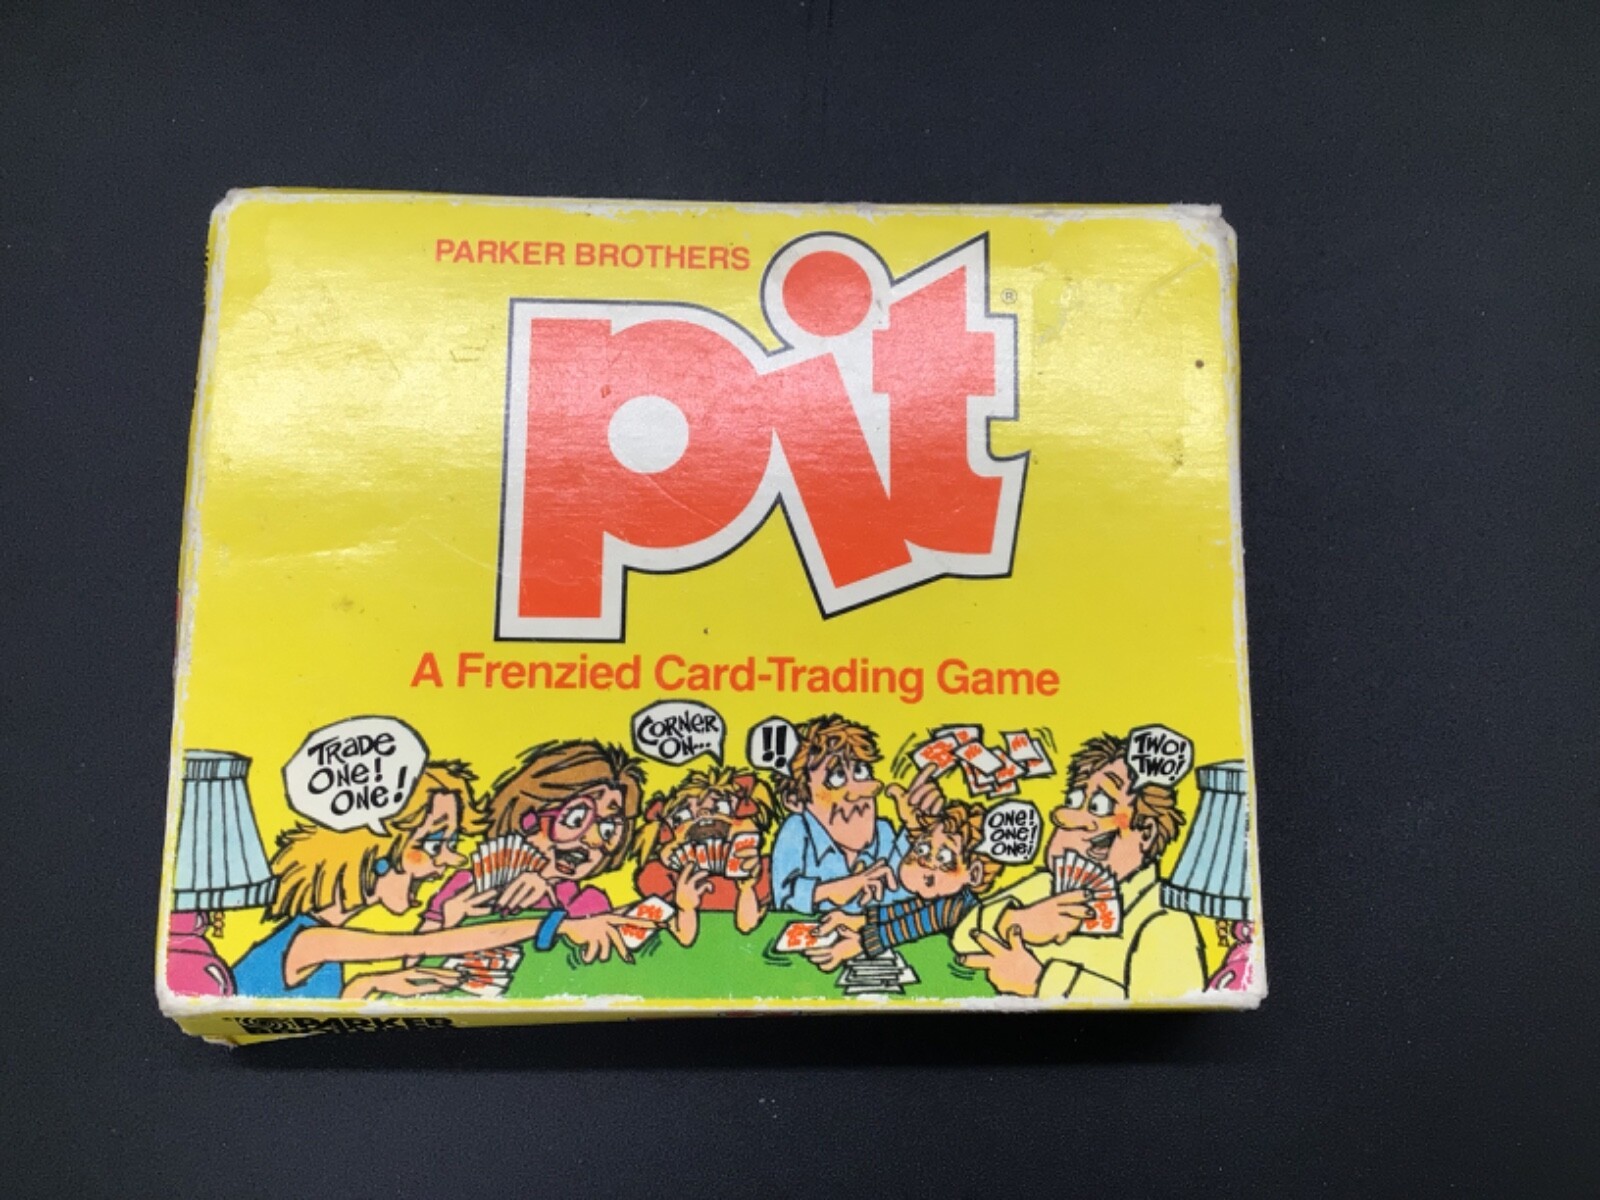 PARKER BROTHERS
pit®
A Frenzied Card-Trading Game
TRADE
ONE!
ONE!
CORNER
ON...
!!
TWO!
TWO!
ONE!
ONE!
ONE!
PARKER